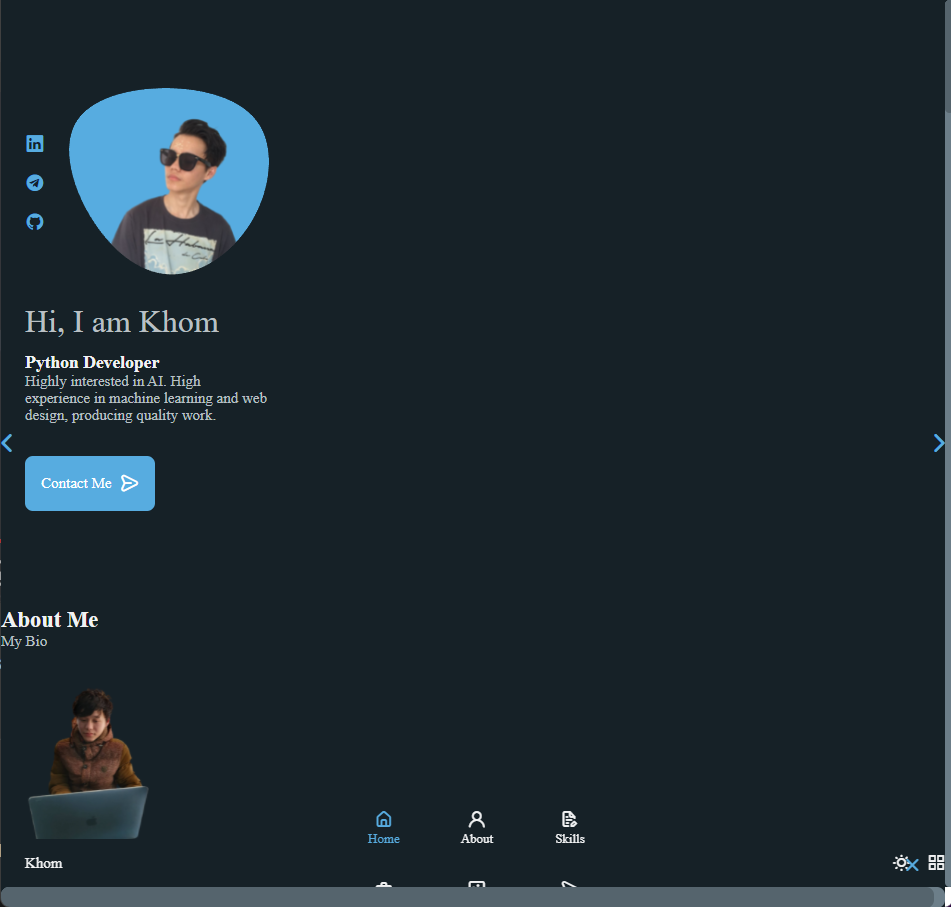 Hi, I am Khom
Python Developer
Highly interested in AI. High
experience in machine learning and web
design, producing quality work.
Contact Me
About Me
My Bio
Home
About
Skills
Khom